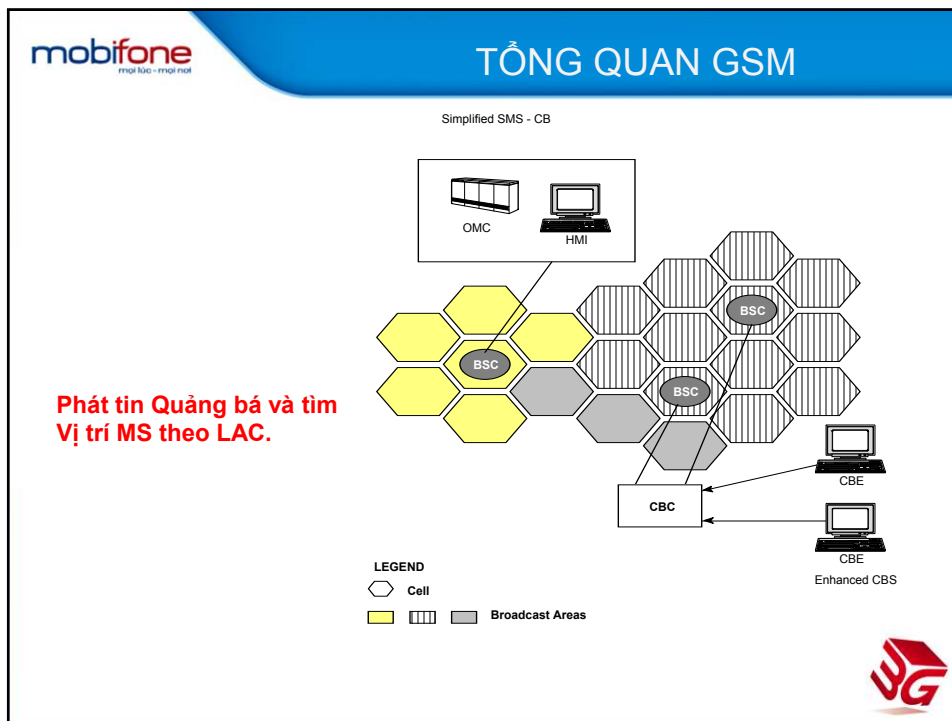 mobifone
mọi lúc - mọi nơi
TỔNG QUAN GSM
Simplified SMS - CB
OMC
HMI
BSC
BSC
BSC
Phát tin Quảng bá và tìm
Vị trí MS theo LAC.
CBE
CBC
CBE
Enhanced CBS
LEGEND
Cell
Broadcast Areas
3G